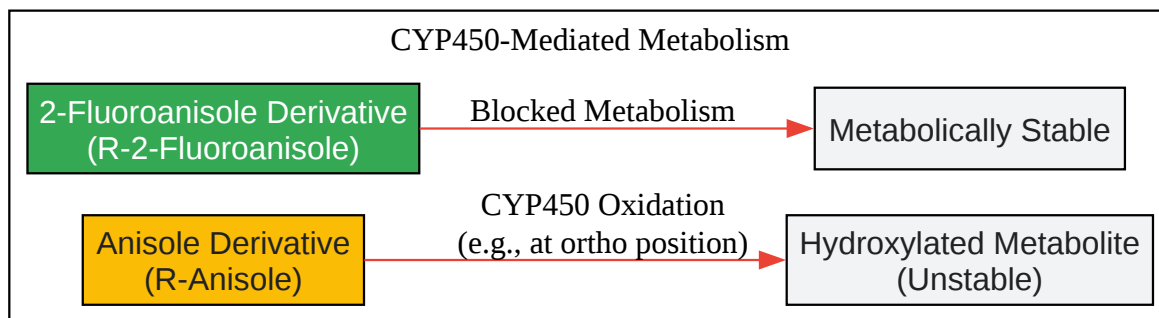 CYP450-Mediated Metabolism
2-Fluoroanisole Derivative
(R-2-Fluoroanisole)
Blocked Metabolism
Metabolically Stable
Anisole Derivative
(R-Anisole)
CYP450 Oxidation
(e.g., at ortho position)
Hydroxylated Metabolite
(Unstable)